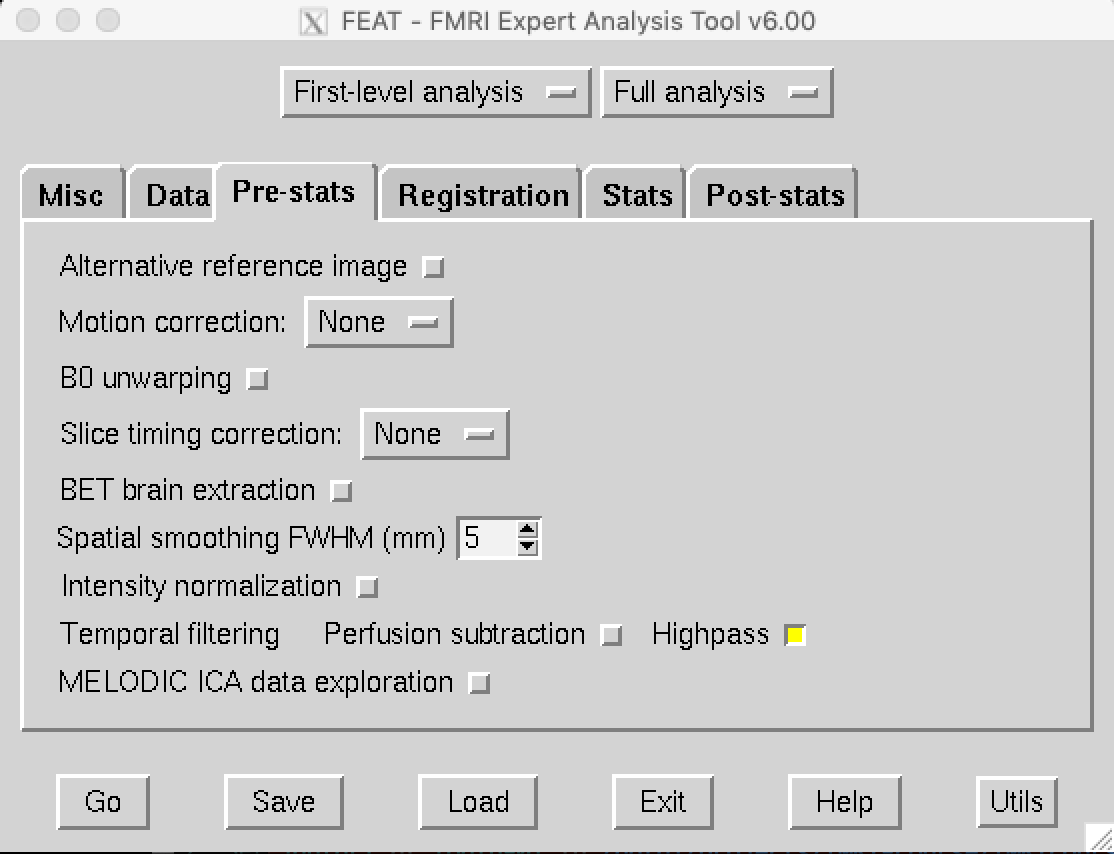 FEAT - FMRI Expert Analysis Tool v6.00
First-level analysis Full analysis
Misc Data Pre-stats Registration Stats Post-stats
Alternative reference image
Motion correction: None
B0 unwarping
Slice timing correction: None
BET brain extraction
Spatial smoothing FWHM (mm) 5
Intensity normalization
Temporal filtering Perfusion subtraction Highpass
MELODIC ICA data exploration
Go Save Load Exit Help Utils